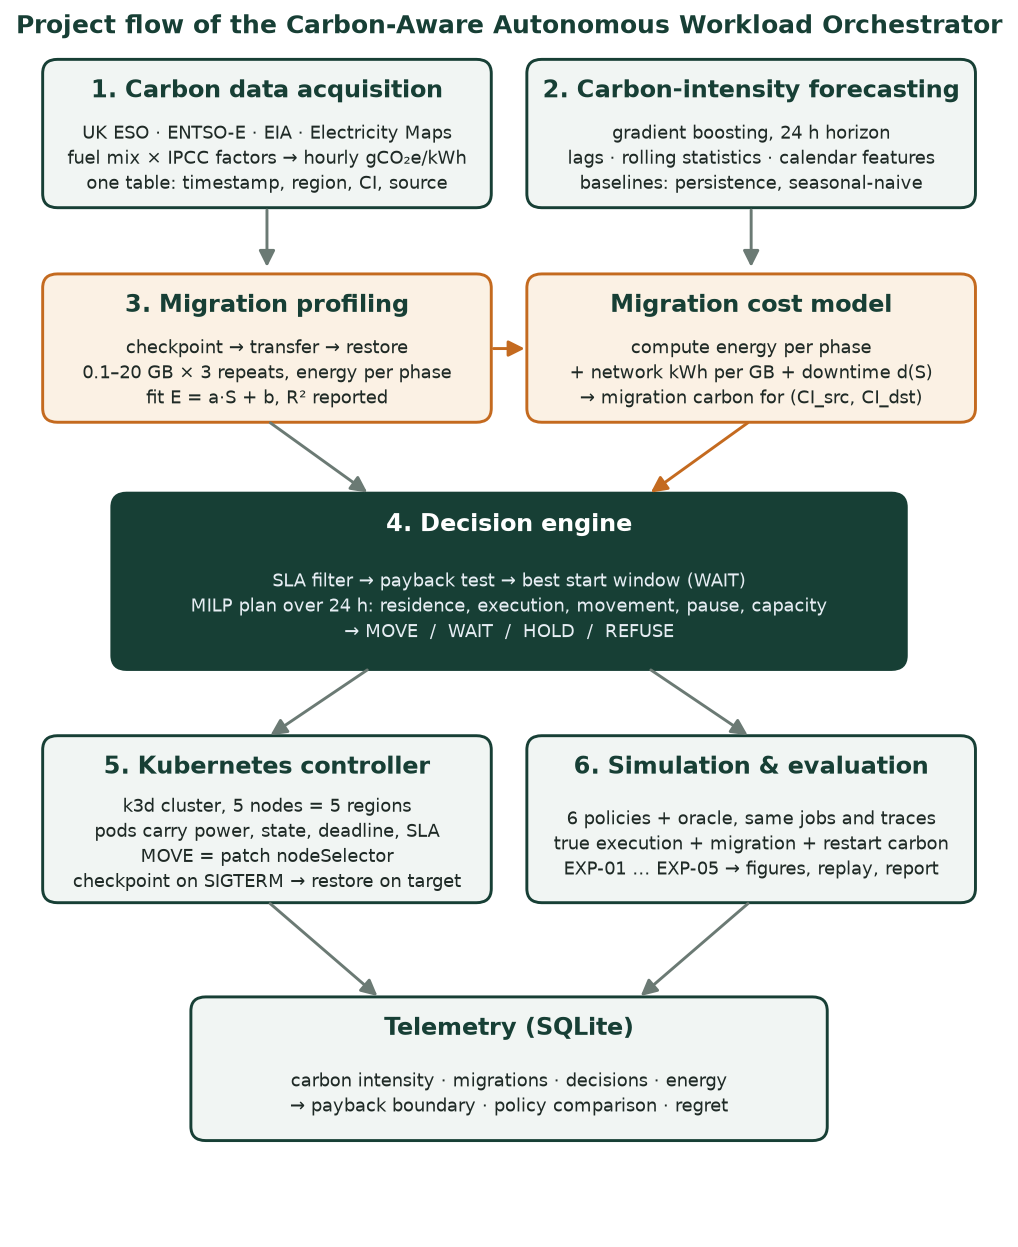 Project flow of the Carbon-Aware Autonomous Workload Orchestrator
1. Carbon data acquisition
UK ESO · ENTSO-E · EIA · Electricity Maps
fuel mix × IPCC factors → hourly gCO₂e/kWh
one table: timestamp, region, CI, source
2. Carbon-intensity forecasting
gradient boosting, 24 h horizon
lags · rolling statistics · calendar features
baselines: persistence, seasonal-naive
3. Migration profiling
checkpoint → transfer → restore
0.1–20 GB × 3 repeats, energy per phase
fit E = a·S + b, R² reported
Migration cost model
compute energy per phase
+ network kWh per GB + downtime d(S)
→ migration carbon for (CI_src, CI_dst)
4. Decision engine
SLA filter → payback test → best start window (WAIT)
MILP plan over 24 h: residence, execution, movement, pause, capacity
→ MOVE / WAIT / HOLD / REFUSE
5. Kubernetes controller
k3d cluster, 5 nodes = 5 regions
pods carry power, state, deadline, SLA
MOVE = patch nodeSelector
checkpoint on SIGTERM → restore on target
6. Simulation & evaluation
6 policies + oracle, same jobs and traces
true execution + migration + restart carbon
EXP-01 … EXP-05 → figures, replay, report
Telemetry (SQLite)
carbon intensity · migrations · decisions · energy
→ payback boundary · policy comparison · regret